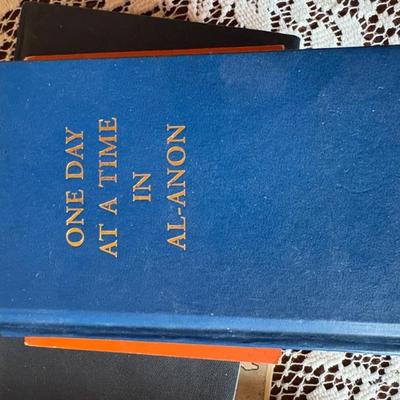 ONE DAY
AT A TIME
IN
AL-ANON